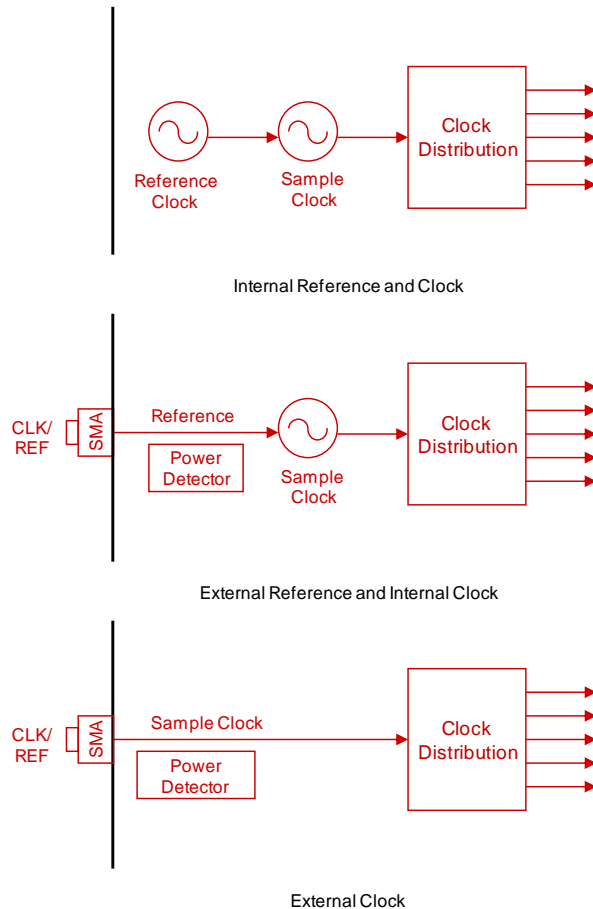 Clock
Distribution
Reference
Clock
Sample
Clock
Internal Reference and Clock
CLK/
REF
SMA
Reference
Power
Detector
Sample
Clock
Clock
Distribution
External Reference and Internal Clock
CLK/
REF
SMA
Sample Clock
Power
Detector
Clock
Distribution
External Clock